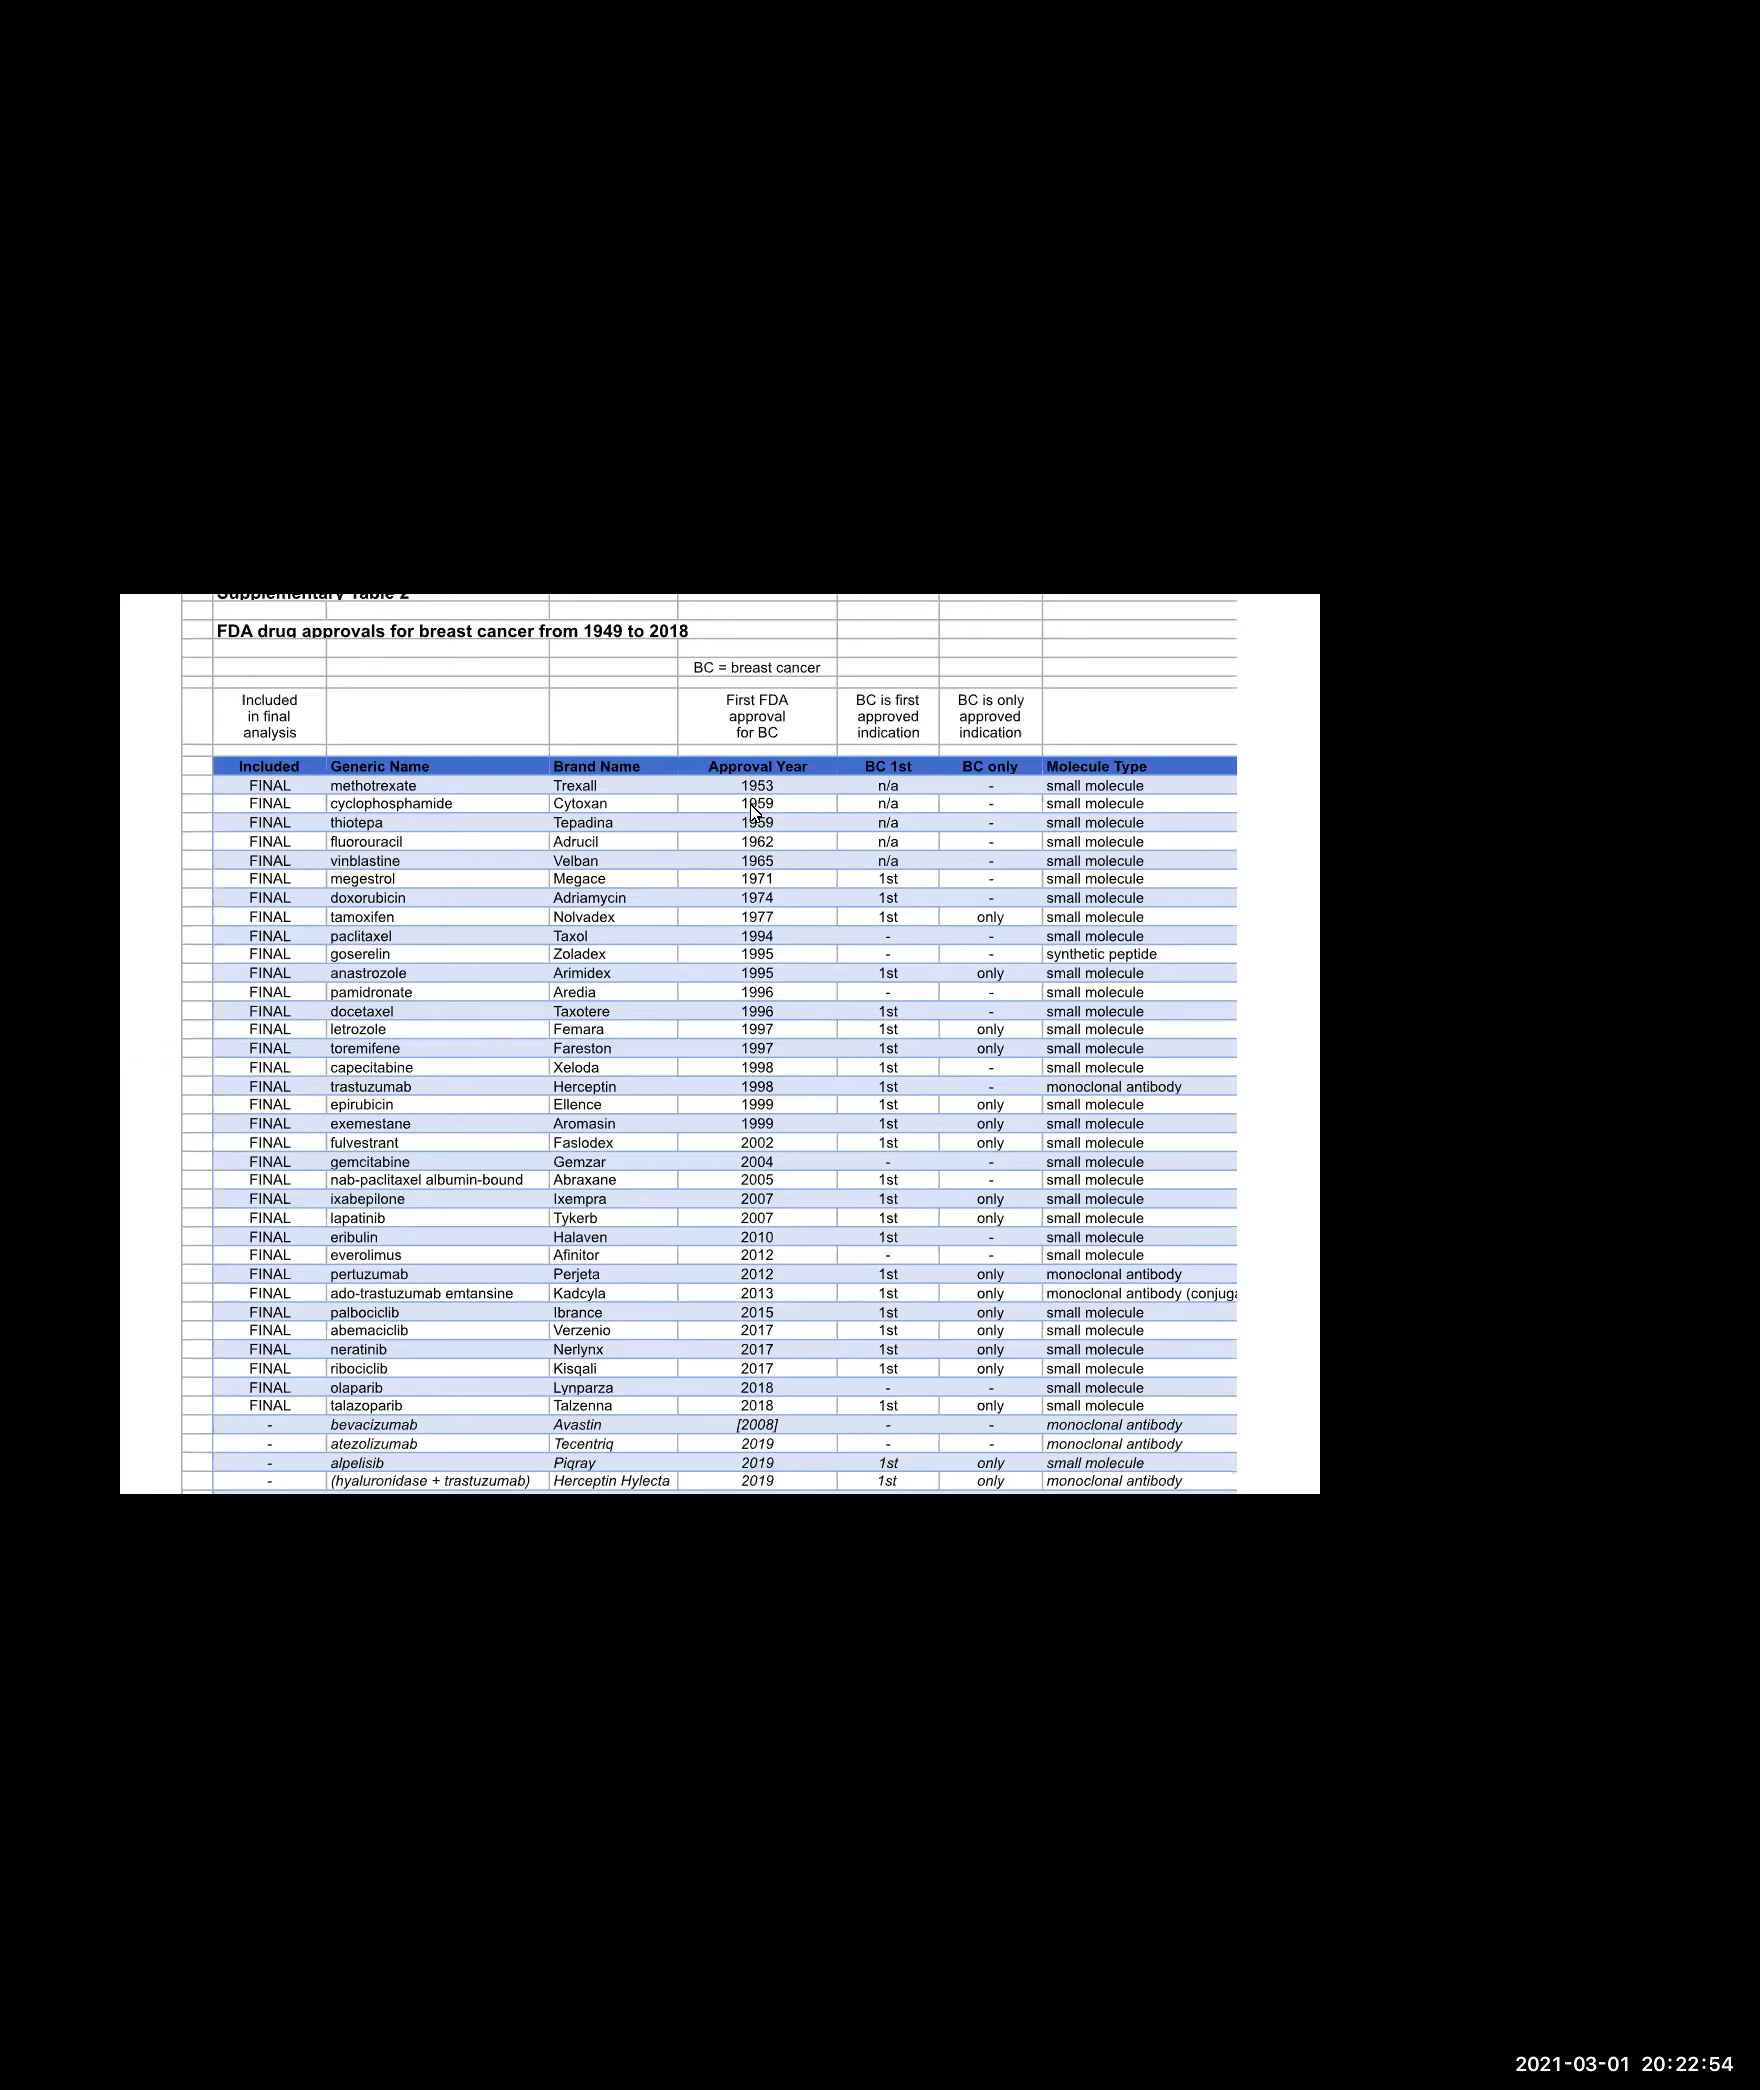 Supplementary Table 2
FDA drug approvals for breast cancer from 1949 to 2018
BC = breast cancer
Included in final analysis First FDA approval for BC BC is first approved indication BC is only approved indication
Included Generic Name Brand Name Approval Year BC 1st BC only Molecule Type
FINAL methotrexate Trexall 1953 n/a - small molecule
FINAL cyclophosphamide Cytoxan 1959 n/a - small molecule
FINAL thiotepa Tepadina 1959 n/a - small molecule
FINAL fluorouracil Adrucil 1962 n/a - small molecule
FINAL vinblastine Velban 1965 n/a - small molecule
FINAL megestrol Megace 1971 1st - small molecule
FINAL doxorubicin Adriamycin 1974 1st - small molecule
FINAL tamoxifen Nolvadex 1977 1st only small molecule
FINAL paclitaxel Taxol 1994 - - small molecule
FINAL goserelin Zoladex 1995 - - synthetic peptide
FINAL anastrozole Arimidex 1995 1st only small molecule
FINAL pamidronate Aredia 1996 - - small molecule
FINAL docetaxel Taxotere 1996 1st - small molecule
FINAL letrozole Femara 1997 1st only small molecule
FINAL toremifene Fareston 1997 1st only small molecule
FINAL capecitabine Xeloda 1998 1st - small molecule
FINAL trastuzumab Herceptin 1998 1st - monoclonal antibody
FINAL epirubicin Ellence 1999 1st only small molecule
FINAL exemestane Aromasin 1999 1st only small molecule
FINAL fulvestrant Faslodex 2002 1st only small molecule
FINAL gemcitabine Gemzar 2004 - - small molecule
FINAL nab-paclitaxel albumin-bound Abraxane 2005 1st - small molecule
FINAL ixabepilone Ixempra 2007 1st only small molecule
FINAL lapatinib Tykerb 2007 1st only small molecule
FINAL eribulin Halaven 2010 1st - small molecule
FINAL everolimus Afinitor 2012 - - small molecule
FINAL pertuzumab Perjeta 2012 1st only monoclonal antibody
FINAL ado-trastuzumab emtansine Kadcyla 2013 1st only monoclonal antibody (conjuga
FINAL palbociclib Ibrance 2015 1st only small molecule
FINAL abemaciclib Verzenio 2017 1st only small molecule
FINAL neratinib Nerlynx 2017 1st only small molecule
FINAL ribociclib Kisqali 2017 1st only small molecule
FINAL olaparib Lynparza 2018 - - small molecule
FINAL talazoparib Talzenna 2018 1st only small molecule
- bevacizumab Avastin [2008] - - monoclonal antibody
- atezolizumab Tecentriq 2019 - - monoclonal antibody
- alpelisib Piqray 2019 1st only small molecule
- (hyaluronidase + trastuzumab) Herceptin Hylecta 2019 1st only monoclonal antibody
2021-03-01 20:22:54